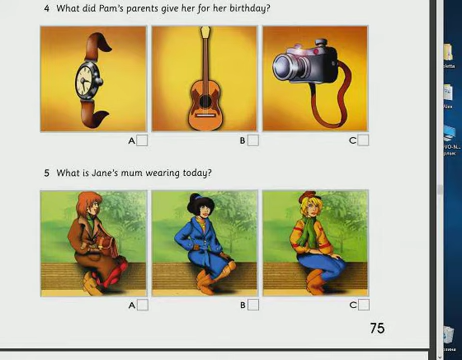 4 What did Pam's parents give her for her birthday?
A B C
5 What is Jane's mum wearing today?
A B C
75